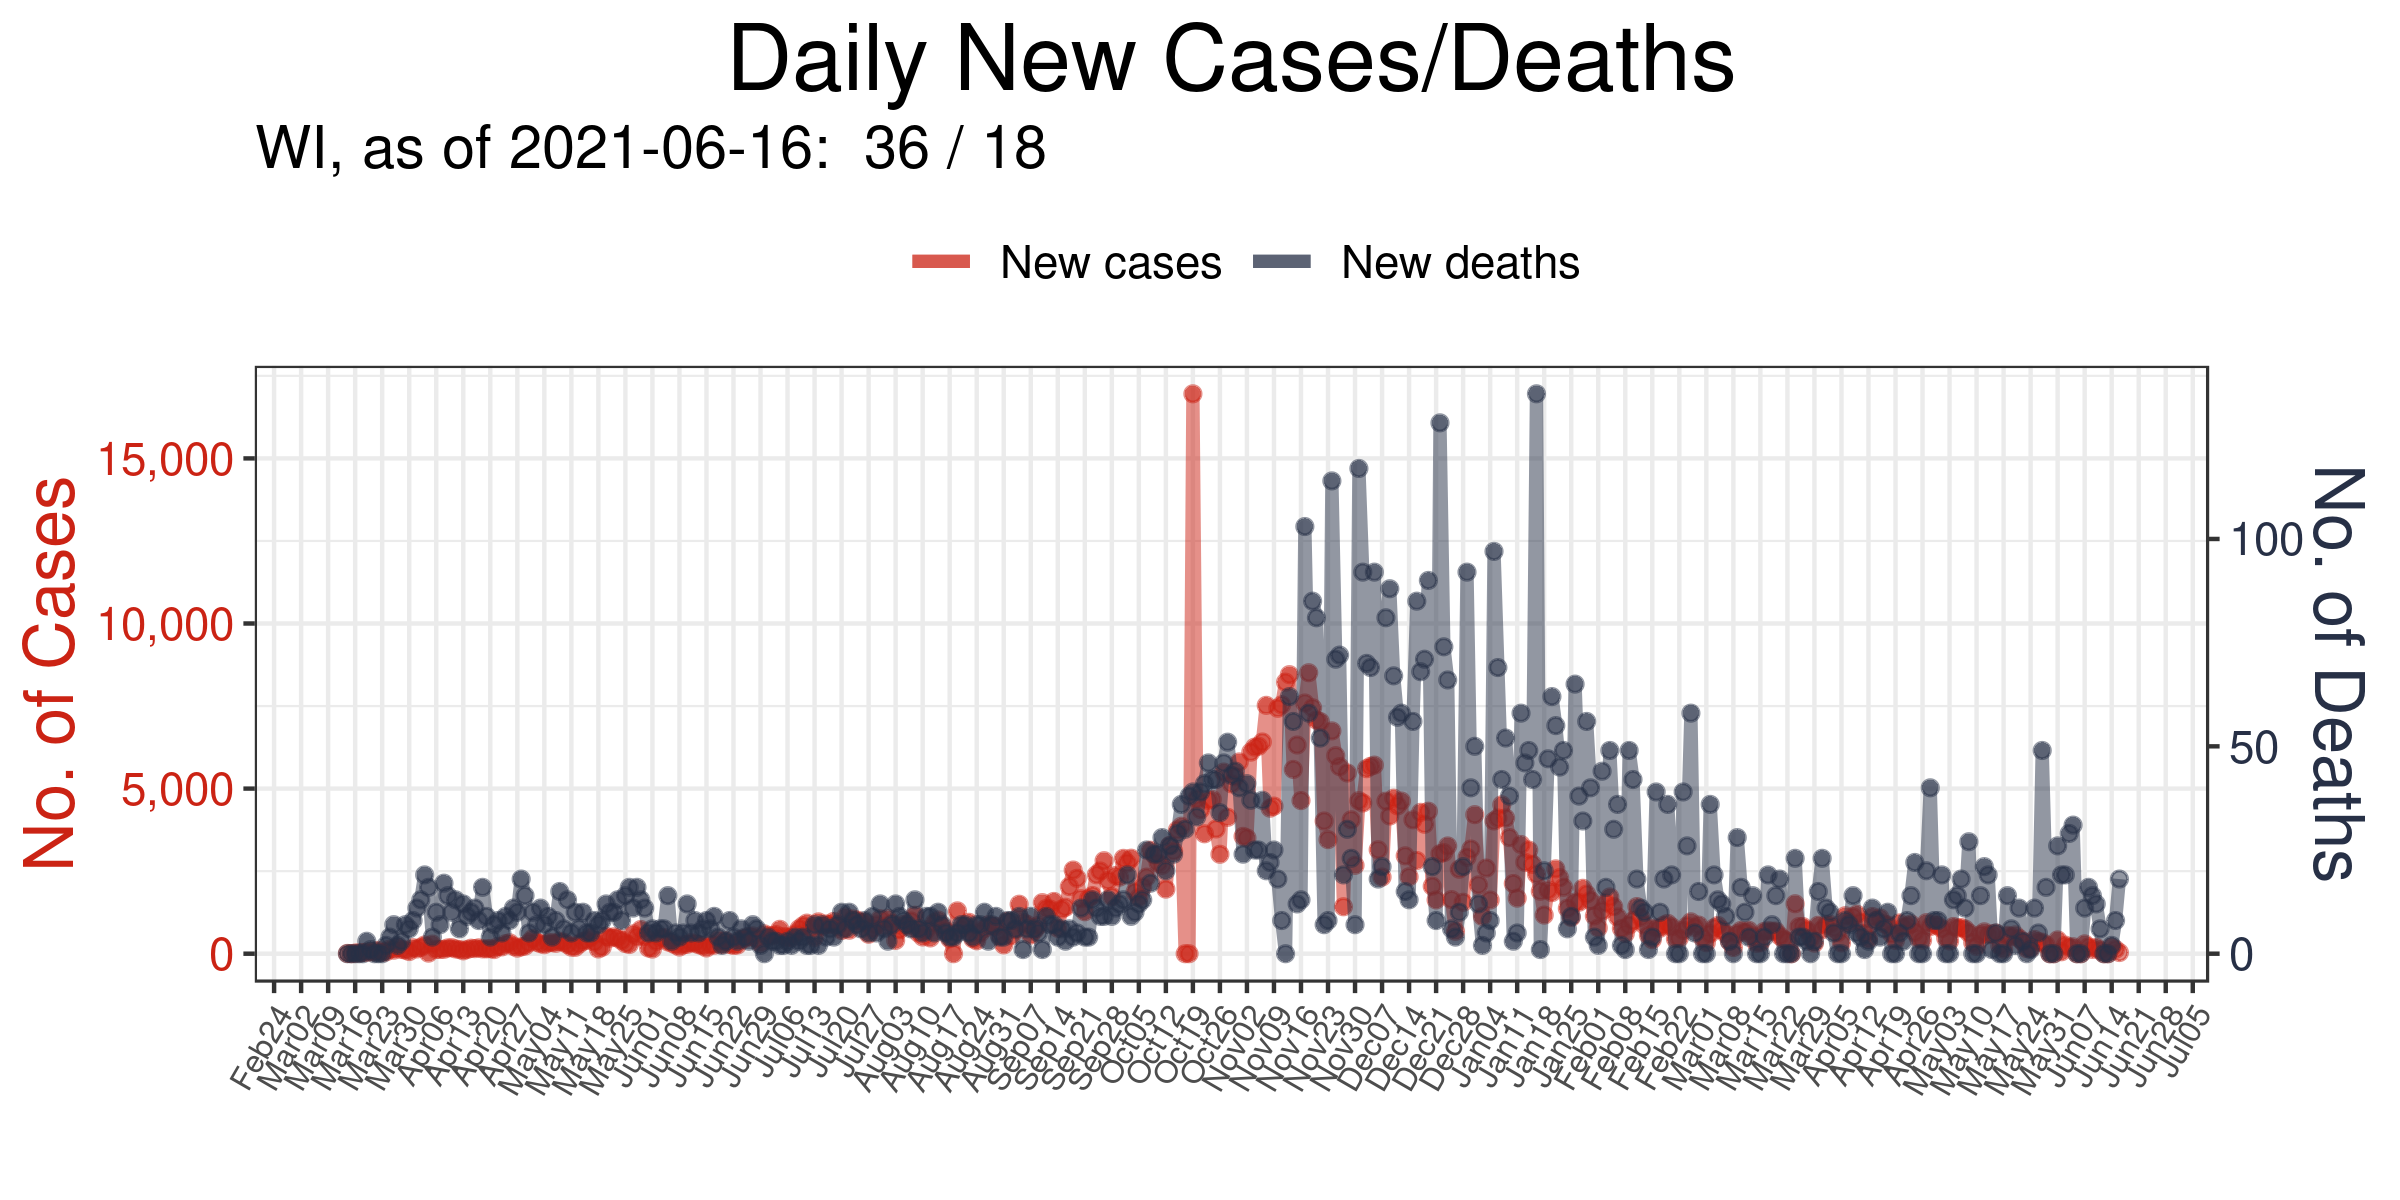 Daily New Cases/Deaths
WI, as of 2021-06-16:  36 / 18
New cases
New deaths
No. of Cases
15,000
10,000
5,000
0
No. of Deaths
100
50
0
Feb24
Mar02
Mar09
Mar16
Mar23
Mar30
Apr06
Apr13
Apr20
Apr27
May04
May11
May18
May25
Jun01
Jun08
Jun15
Jun22
Jun29
Jul06
Jul13
Jul20
Jul27
Aug03
Aug10
Aug17
Aug24
Aug31
Sep07
Sep14
Sep21
Sep28
Oct05
Oct12
Oct19
Oct26
Nov02
Nov09
Nov16
Nov23
Nov30
Dec07
Dec14
Dec21
Dec28
Jan04
Jan11
Jan18
Jan25
Feb01
Feb08
Feb15
Feb22
Mar01
Mar08
Mar15
Mar22
Mar29
Apr05
Apr12
Apr19
Apr26
May03
May10
May17
May24
May31
Jun07
Jun14
Jun21
Jun28
Jul05